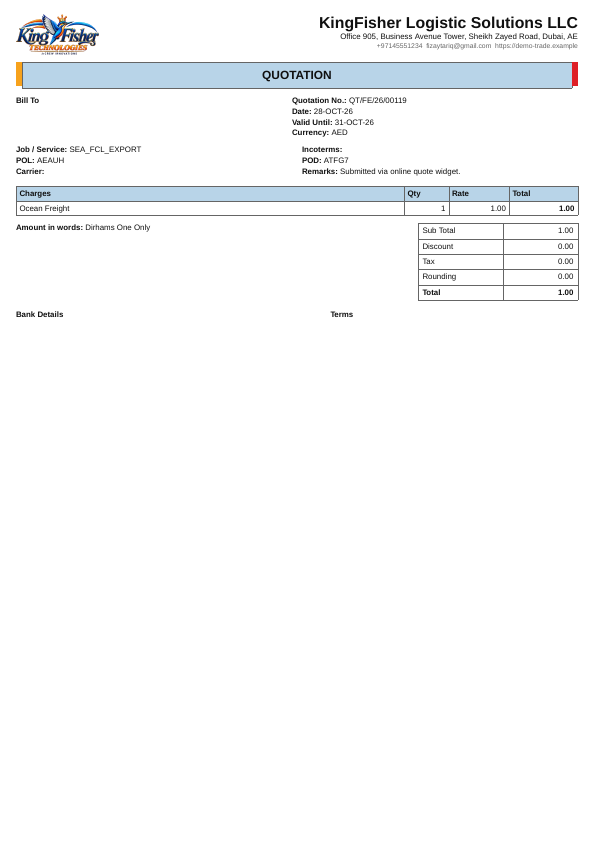 King Fisher
TECHNOLOGIES
KingFisher Logistic Solutions LLC
Office 905, Business Avenue Tower, Sheikh Zayed Road, Dubai, AE
+97145551234 fizaytariq@gmail.com https://demo-trade.example
QUOTATION
Bill To
Quotation No.: QT/FE/26/00119
Date: 28-OCT-26
Valid Until: 31-OCT-26
Currency: AED
Job / Service: SEA_FCL_EXPORT
Incoterms:
POL: AEAUH
POD: ATFG7
Carrier:
Remarks: Submitted via online quote widget.
Charges Qty Rate Total
Ocean Freight 1 1.00 1.00
Amount in words: Dirhams One Only
Sub Total 1.00
Discount 0.00
Tax 0.00
Rounding 0.00
Total 1.00
Bank Details
Terms